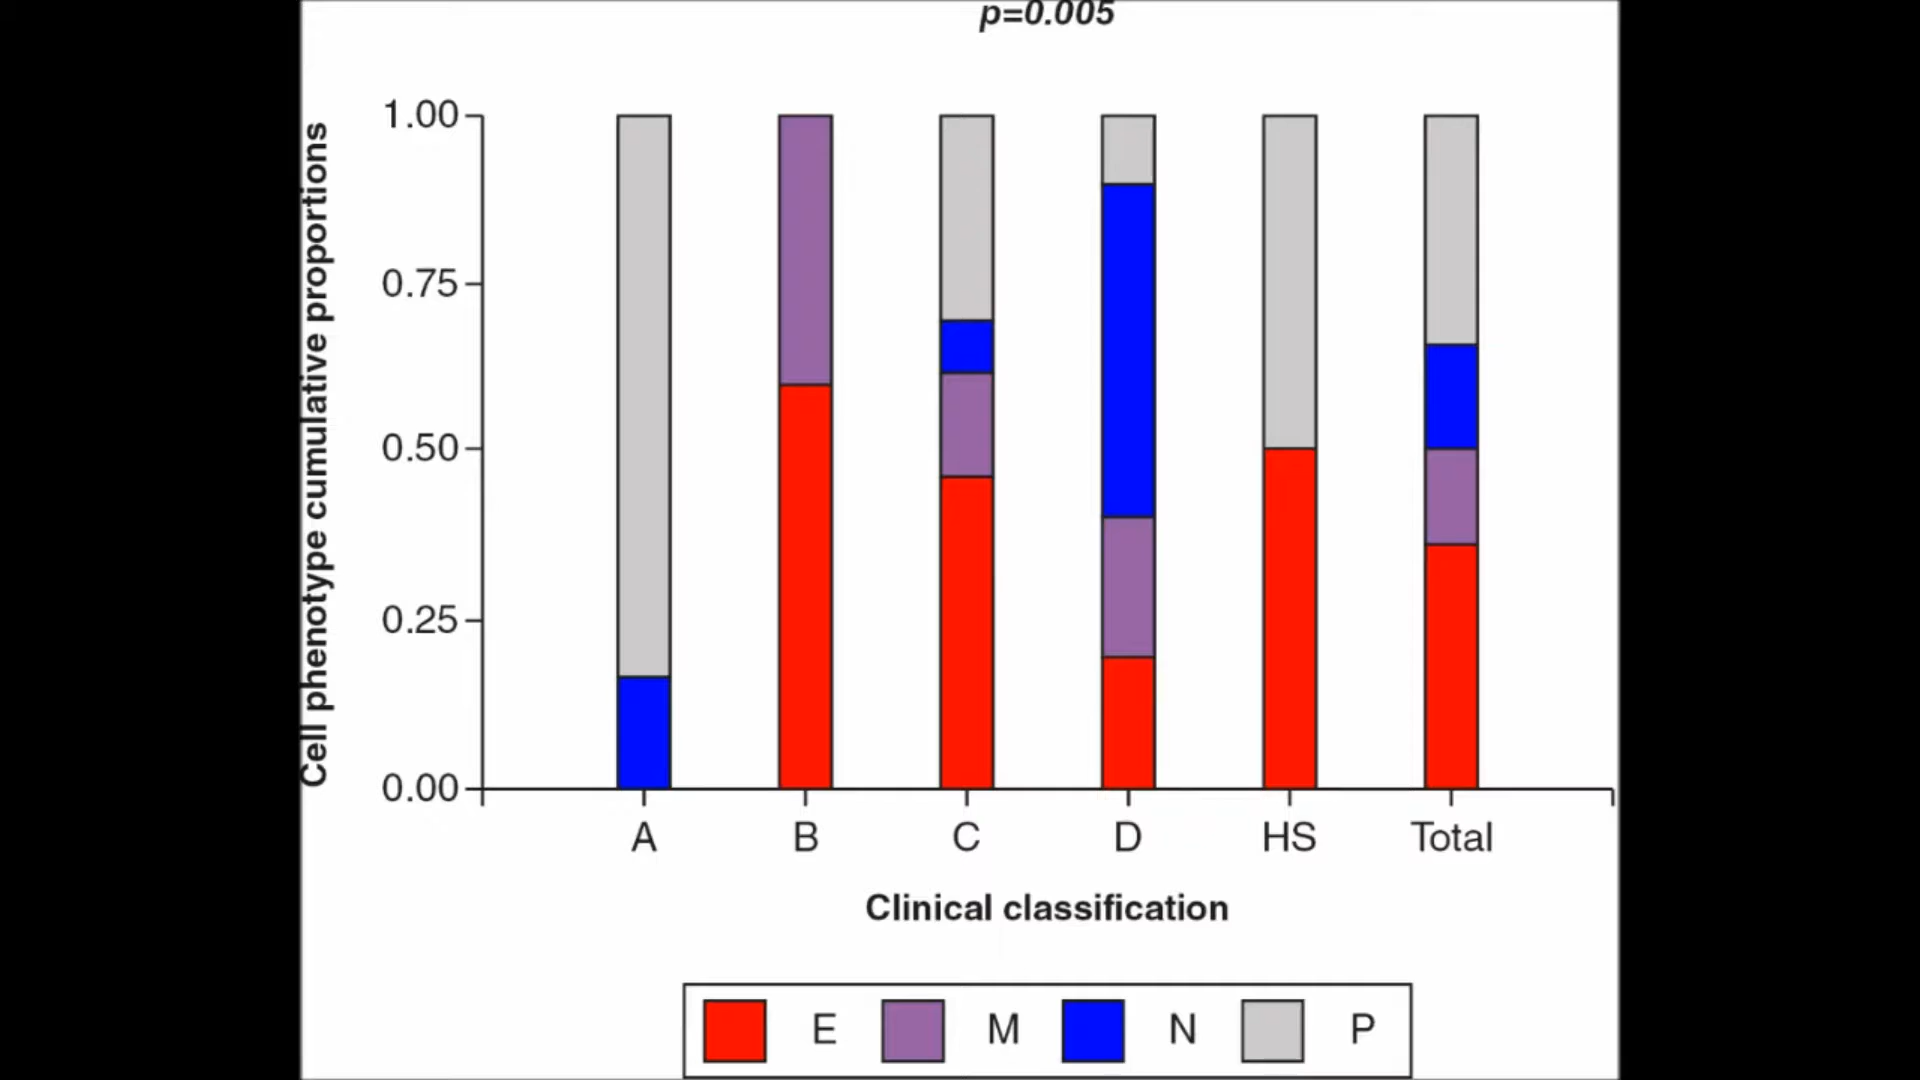 p=0.005
Cell phenotype cumulative proportions
1.00
0.75
0.50
0.25
0.00
A B C D HS Total
Clinical classification
E M N P